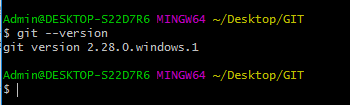 Admin@DESKTOP-S22D7R6 MINGW64 ~/Desktop/GIT
$ git --version
git version 2.28.0.windows.1
Admin@DESKTOP-S22D7R6 MINGW64 ~/Desktop/GIT
$